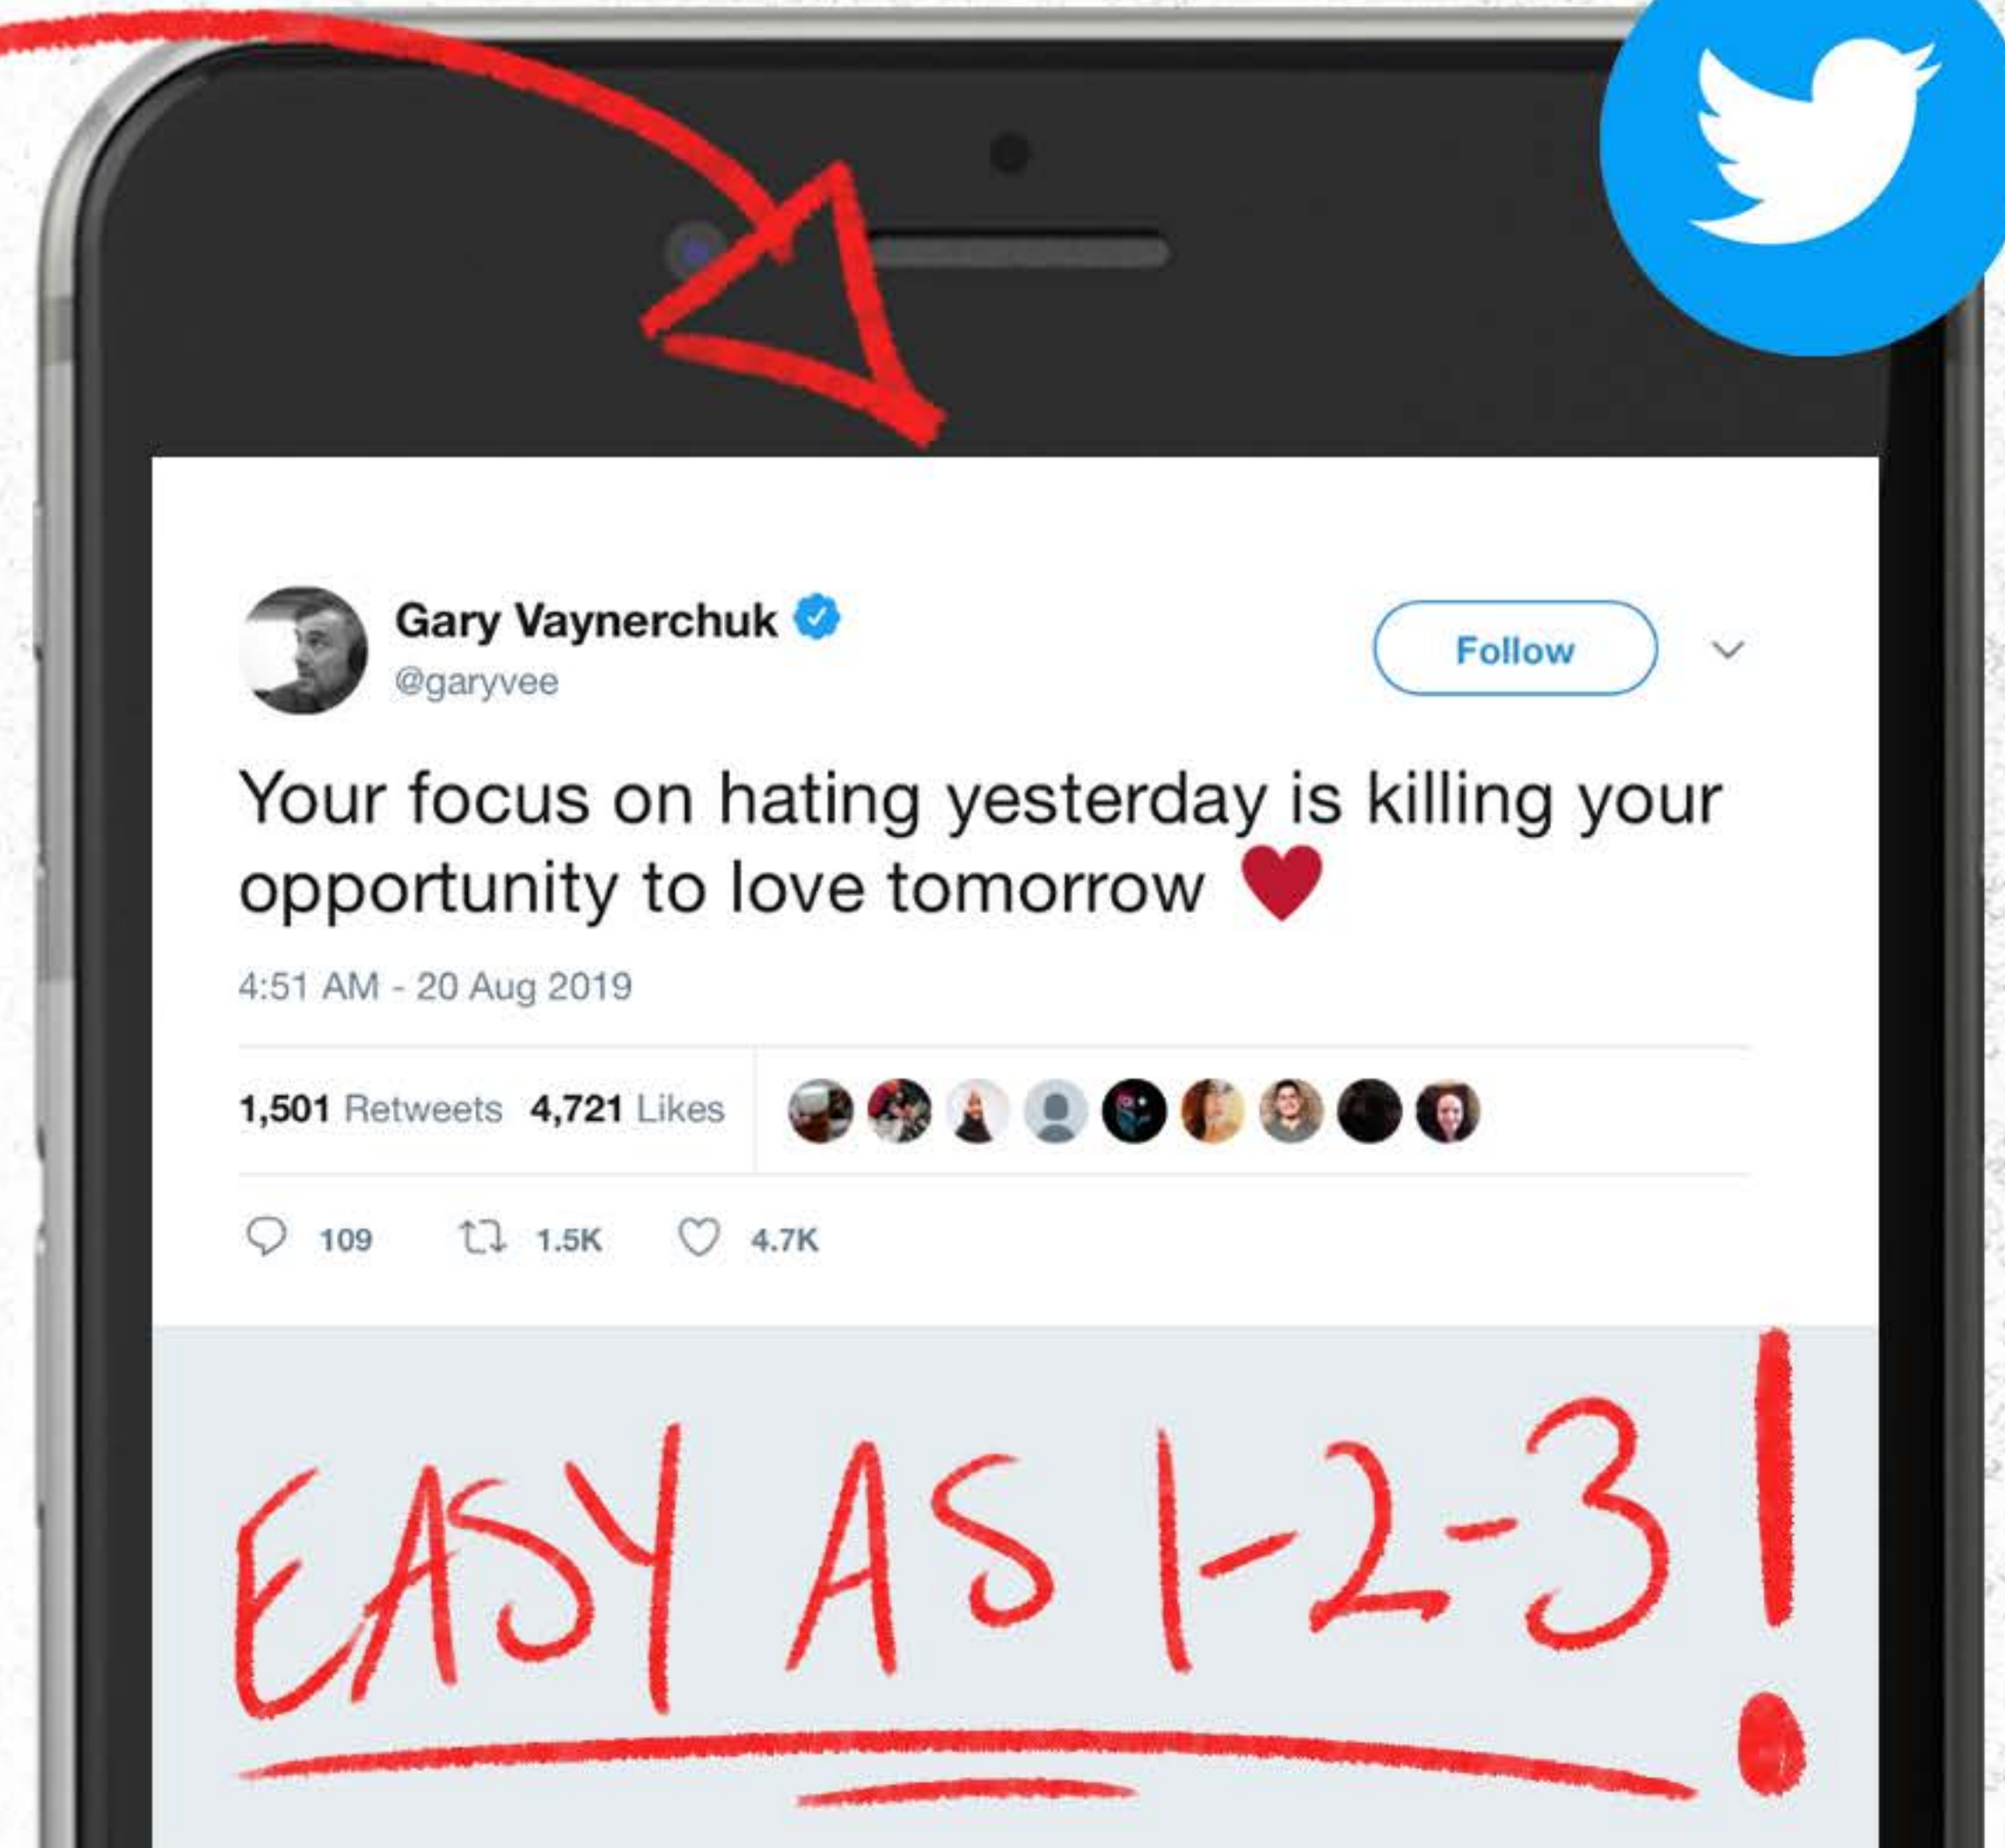 Gary Vaynerchuk
@garyvee
Follow
Your focus on hating yesterday is killing your
opportunity to love tomorrow ❤
4:51 AM - 20 Aug 2019
1,501 Retweets 4,721 Likes
109 1.5K 4.7K
EASY AS 1-2-3!